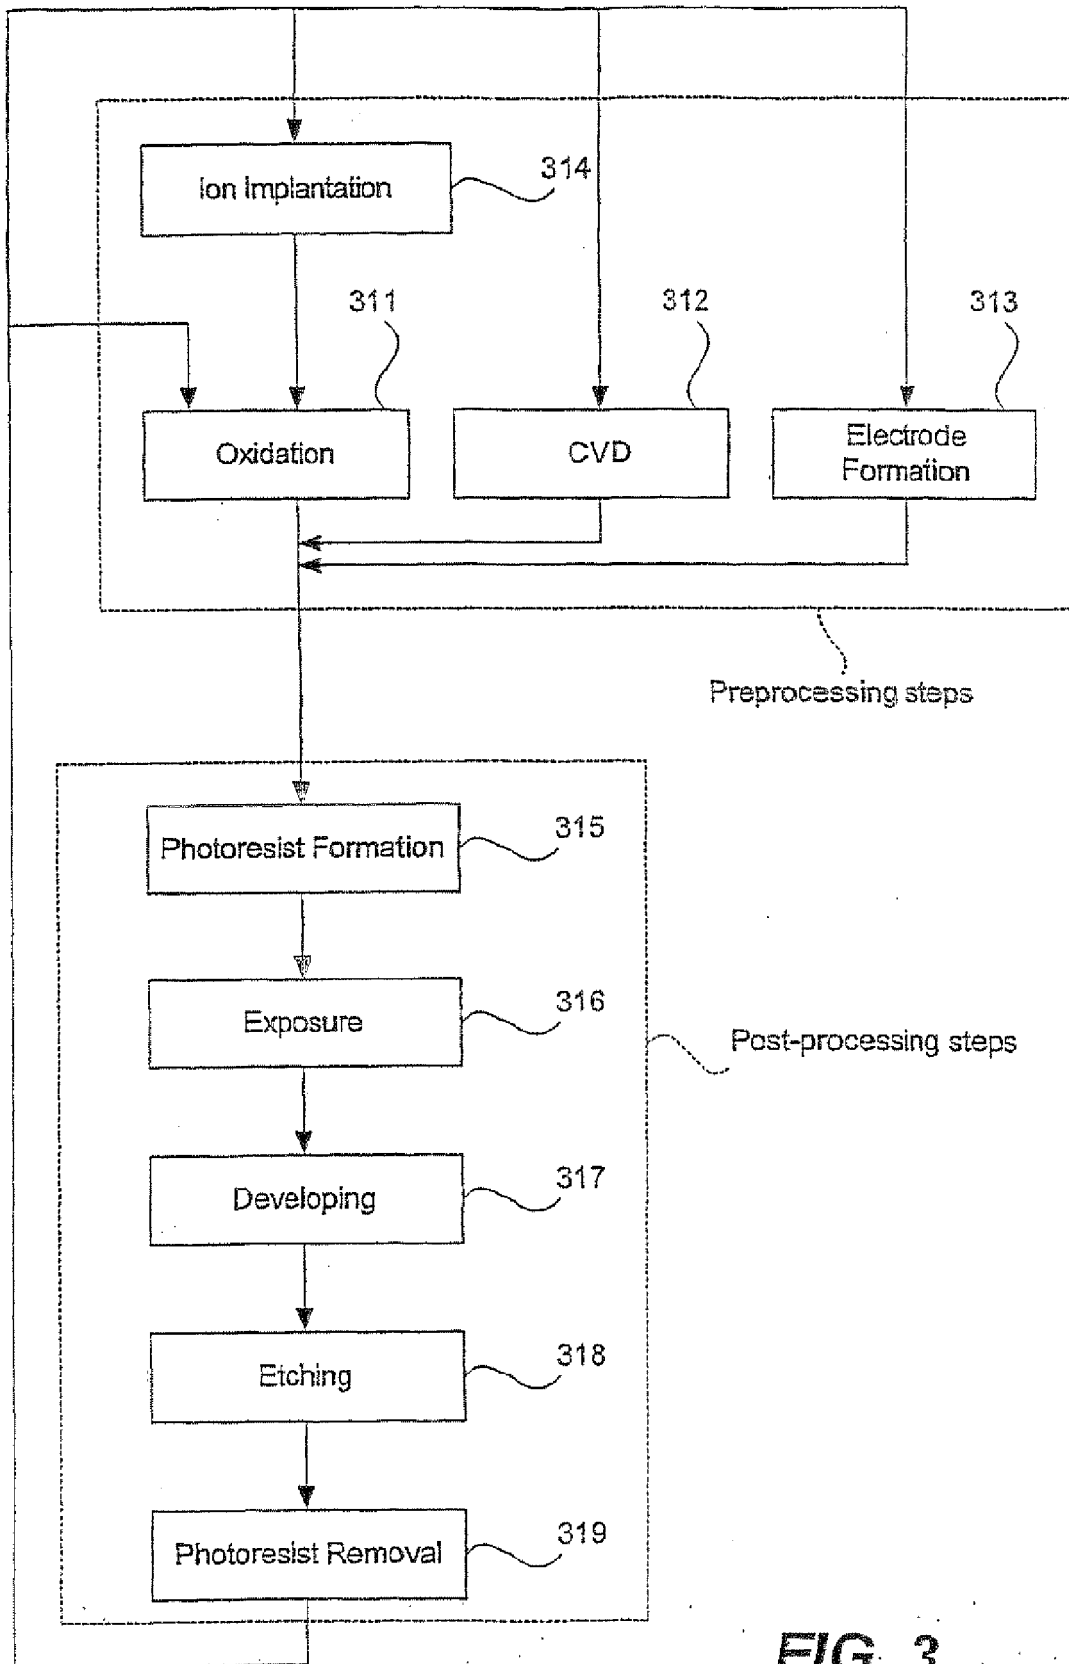 Ion Implantation
314
311
312
313
Oxidation
CVD
Electrode
Formation
Preprocessing steps
Photoresist Formation
315
Exposure
316
Post-processing steps
Developing
317
Etching
318
Photoresist Removal
319
FIG. 3